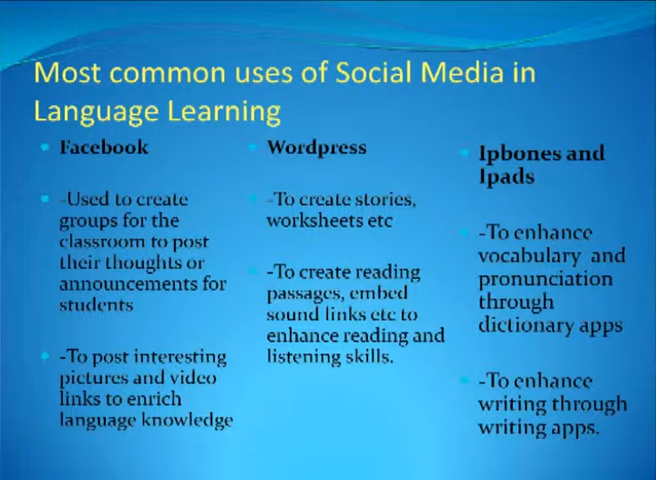 Most common uses of Social Media in
Language Learning
Facebook
-Used to create
groups for the
classroom to post
their thoughts or
announcements for
students
-To post interesting
pictures and video
links to enrich
language knowledge
Wordpress
-To create stories,
worksheets etc
-To create reading
passages, embed
sound links etc to
enhance reading and
listening skills.
Iphones and
Ipads
-To enhance
vocabulary and
pronunciation
through
dictionary apps
-To enhance
writing through
writing apps.